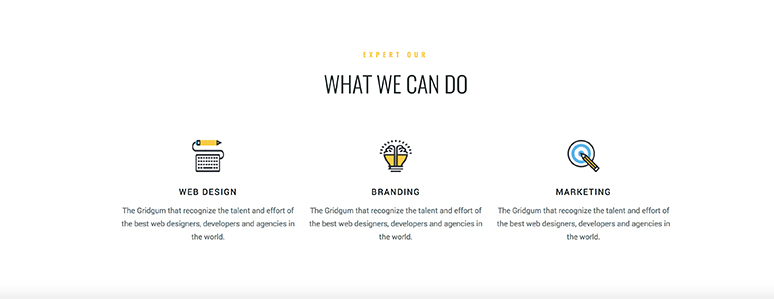 EXPERT OUR
WHAT WE CAN DO
WEB DESIGN
The Gridgum that recognize the talent and effort of
the best web designers, developers and agencies in
the world.
BRANDING
The Gridgum that recognize the talent and effort of
the best web designers, developers and agencies in
the world.
MARKETING
The Gridgum that recognize the talent and effort of
the best web designers, developers and agencies in
the world.